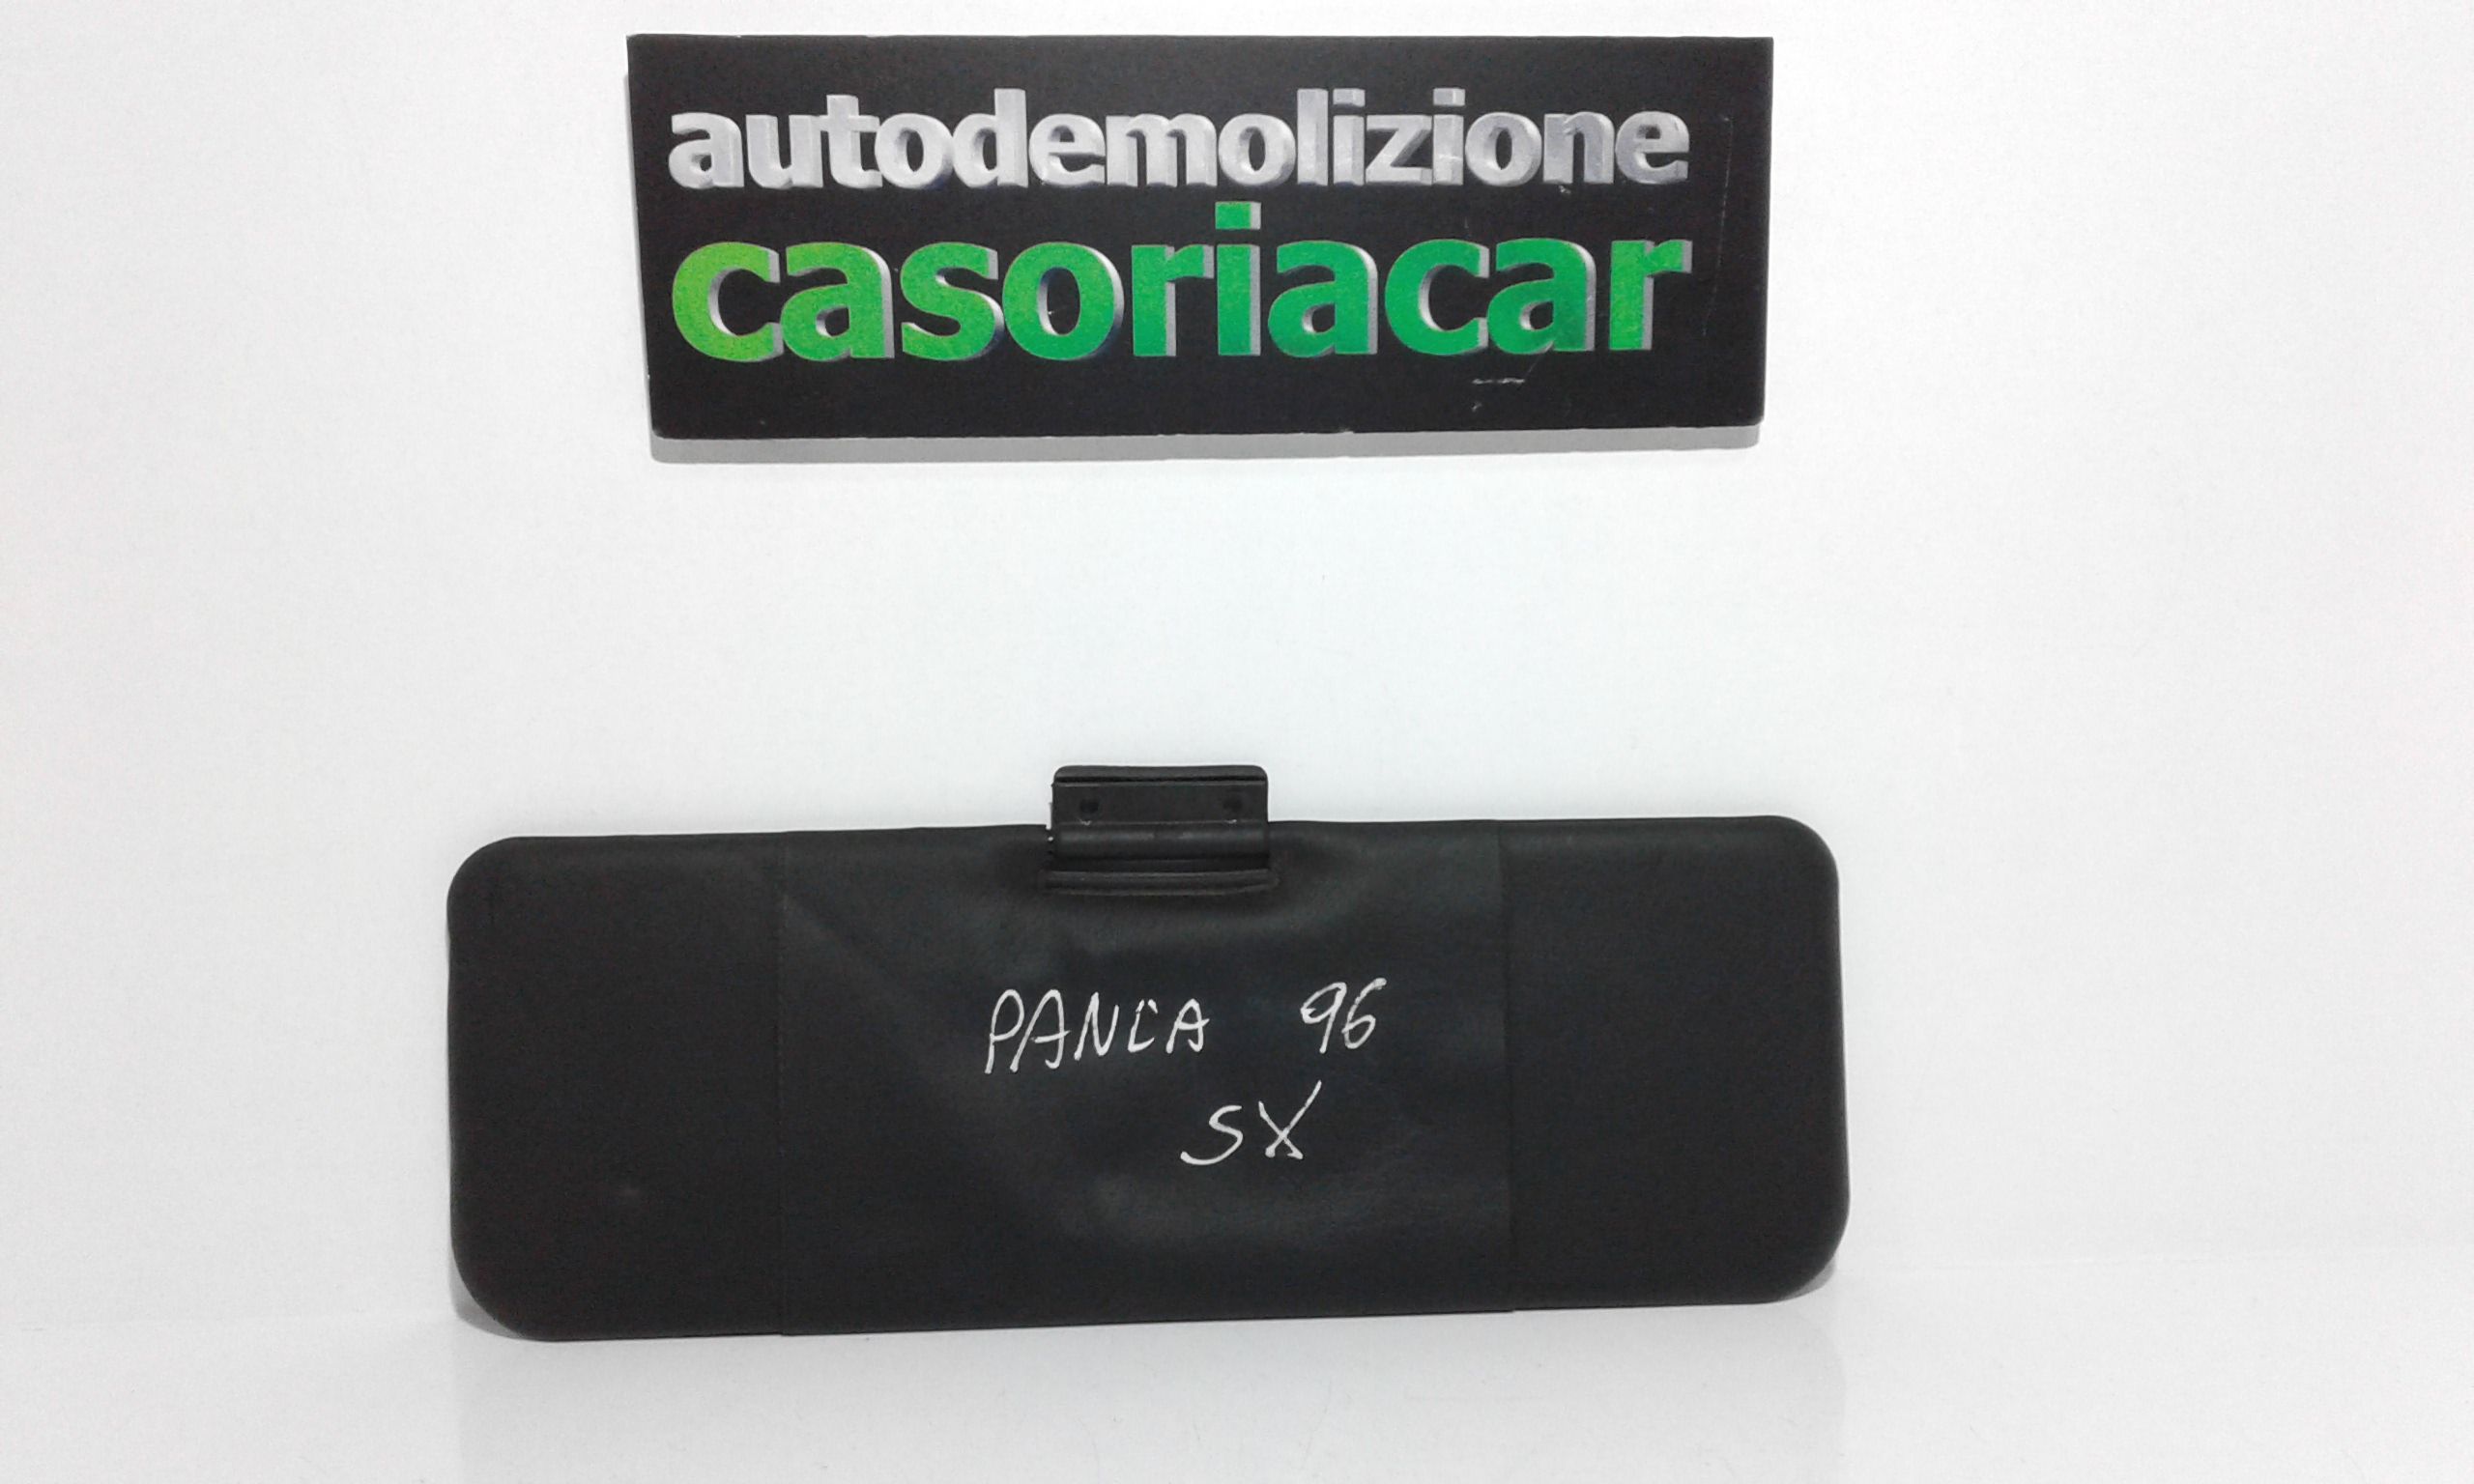 autodemolizione
casoriacar
PANDA 96
SX